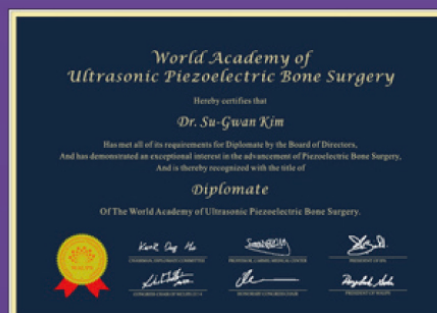 World Academy of
Ultrasonic Piezoelectric Bone Surgery
Hereby certifies that
Dr. Su-Gwan Kim
Has met all of its requirements for Diplomate by the Board of Directors,
And has demonstrated an exceptional interest in the advancement of Piezoelectric Bone Surgery,
And is thereby recognized with the title of
Diplomate
Of The World Academy of Ultrasonic Piezoelectric Bone Surgery.
CHAIRMAN, DIPLOMATE COMMITTEE